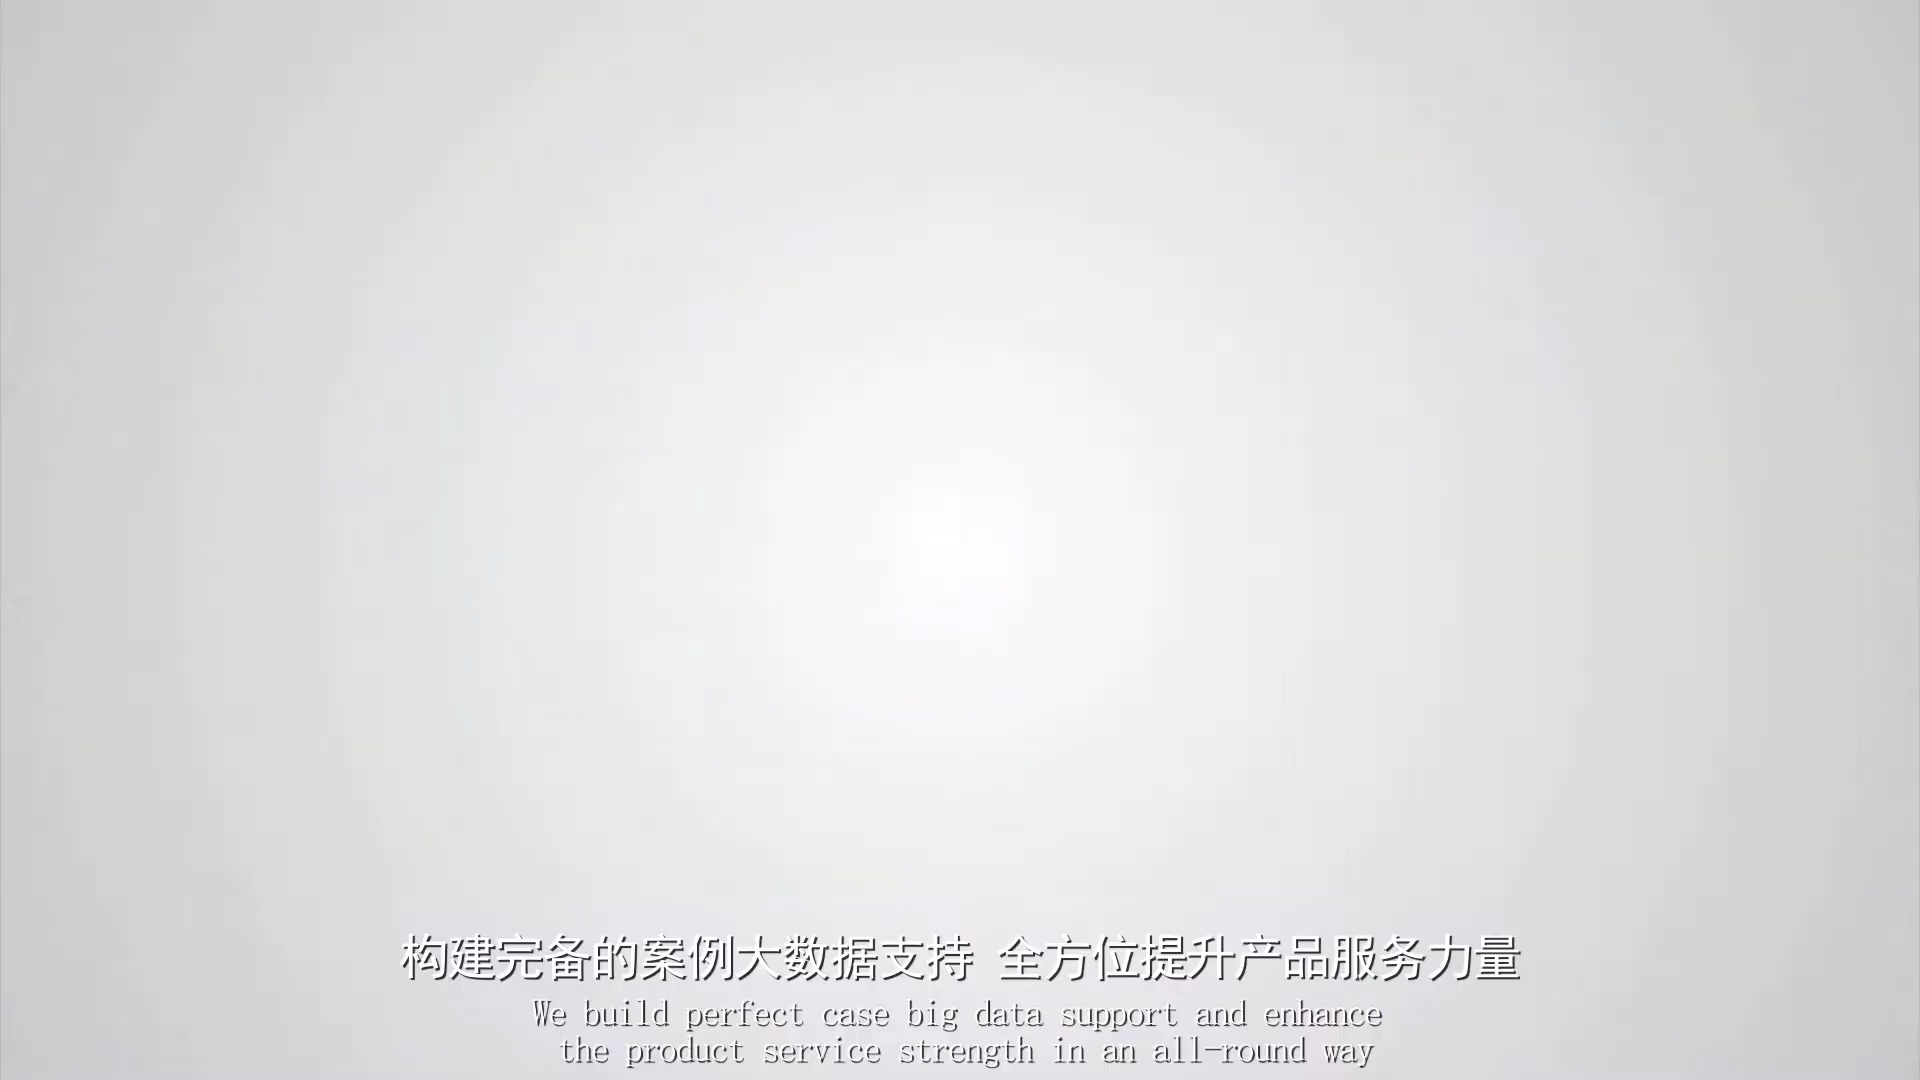 构建完备的案例大数据支持 全方位提升产品服务力量
We build perfect case big data support and enhance
the product service strength in an all-round way